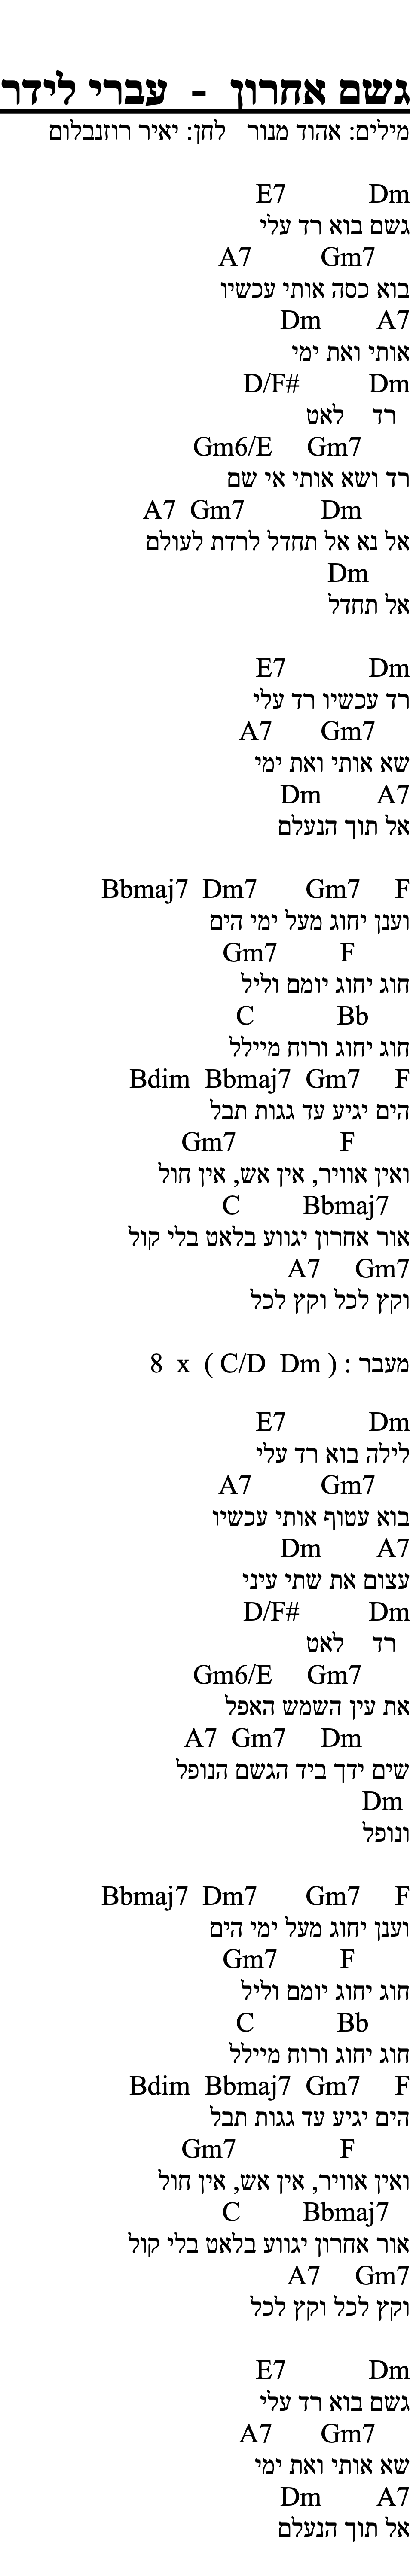 גשם אחרון - עברי לידר
מילים: אהוד מנור לחן: יאיר רוזנבלום
Dm E7
גשם בוא רד עלי
Gm7 A7
בוא כסה אותי עכשיו
A7 Dm
אותי ואת ימי
Dm D/F#
רד לאט
Gm7 Gm6/E
רד ושא אותי אי שם
Dm Gm7 A7
אל נא אל תחדל לרדת לעולם
Dm
אל תחדל
Dm E7
רד עכשיו רד עלי
Gm7 A7
שא אותי ואת ימי
A7 Dm
אל תוך הנעלם
F Gm7 Dm7 Bbmaj7
וענן יחוג מעל ימי הים
F Gm7
חוג יחוג יומם וליל
Bb C
חוג יחוג ורוח מיילל
F Gm7 Bbmaj7 Bdim
הים יגיע עד גגות תבל
F Gm7
ואין אוויר, אין אש, אין חול
Bbmaj7 C
אור אחרון יגווע בלאט בלי קול
Gm7 A7
וקץ לכל וקץ לכל
מעבר : ( C/D Dm ) x 8
Dm E7
לילה בוא רד עלי
Gm7 A7
בוא עטוף אותי עכשיו
A7 Dm
עצום את שתי עיני
Dm D/F#
רד לאט
Gm7 Gm6/E
את עין השמש האפל
Dm Gm7 A7
שים ידך ביד הגשם הנופל
Dm
ונופל
F Gm7 Dm7 Bbmaj7
וענן יחוג מעל ימי הים
F Gm7
חוג יחוג יומם וליל
Bb C
חוג יחוג ורוח מיילל
F Gm7 Bbmaj7 Bdim
הים יגיע עד גגות תבל
F Gm7
ואין אוויר, אין אש, אין חול
Bbmaj7 C
אור אחרון יגווע בלאט בלי קול
Gm7 A7
וקץ לכל וקץ לכל
Dm E7
גשם בוא רד עלי
Gm7 A7
שא אותי ואת ימי
A7 Dm
אל תוך הנעלם